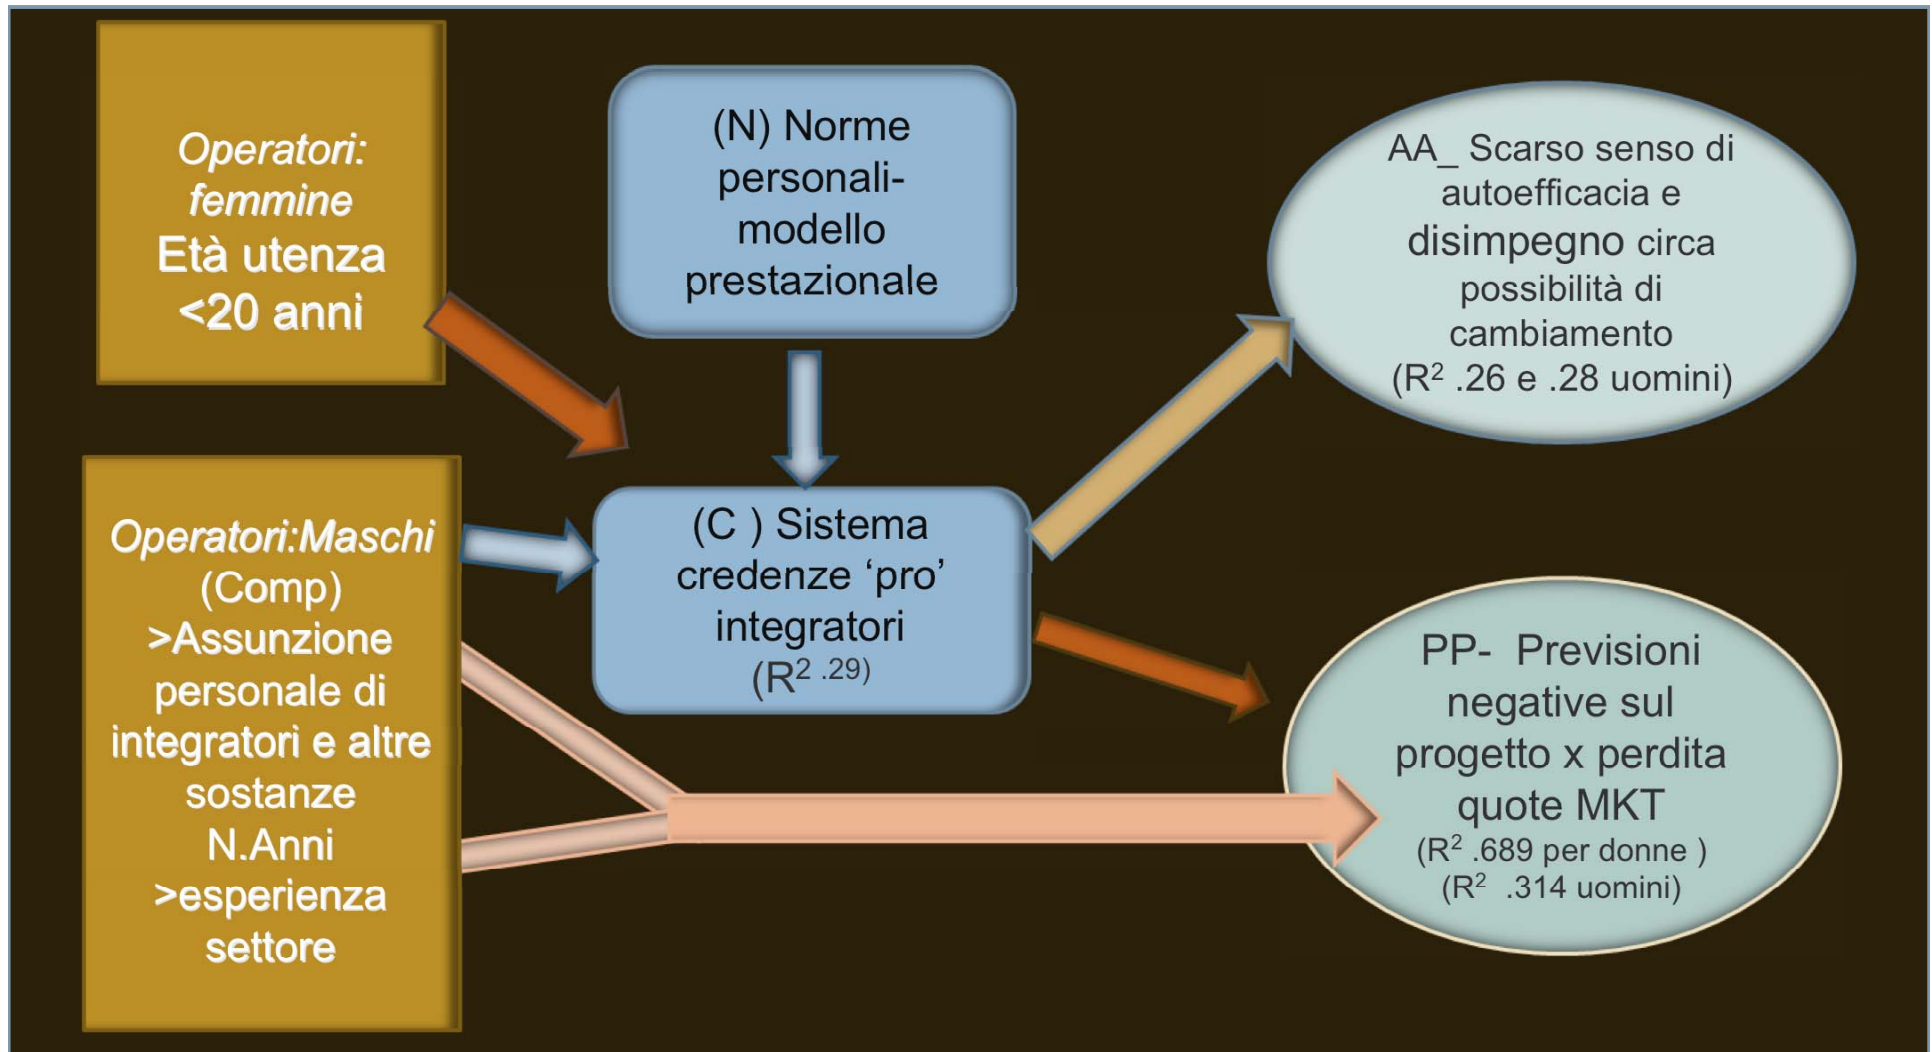 Operatori:
femmine
Età utenza
<20 anni
(N) Norme
personali-
modello
prestazionale
AA_ Scarso senso di
autoefficacia e
disimpegno circa
possibilità di
cambiamento
(R² .26 e .28 uomini)
Operatori:Maschi
(Comp)
>Assunzione
personale di
integratori e altre
sostanze
N.Anni
>esperienza
settore
(C ) Sistema
credenze ‘pro’
integratori
(R² ·²⁹⁾
PP- Previsioni
negative sul
progetto x perdita
quote MKT
(R² .689 per donne )
(R² .314 uomini)